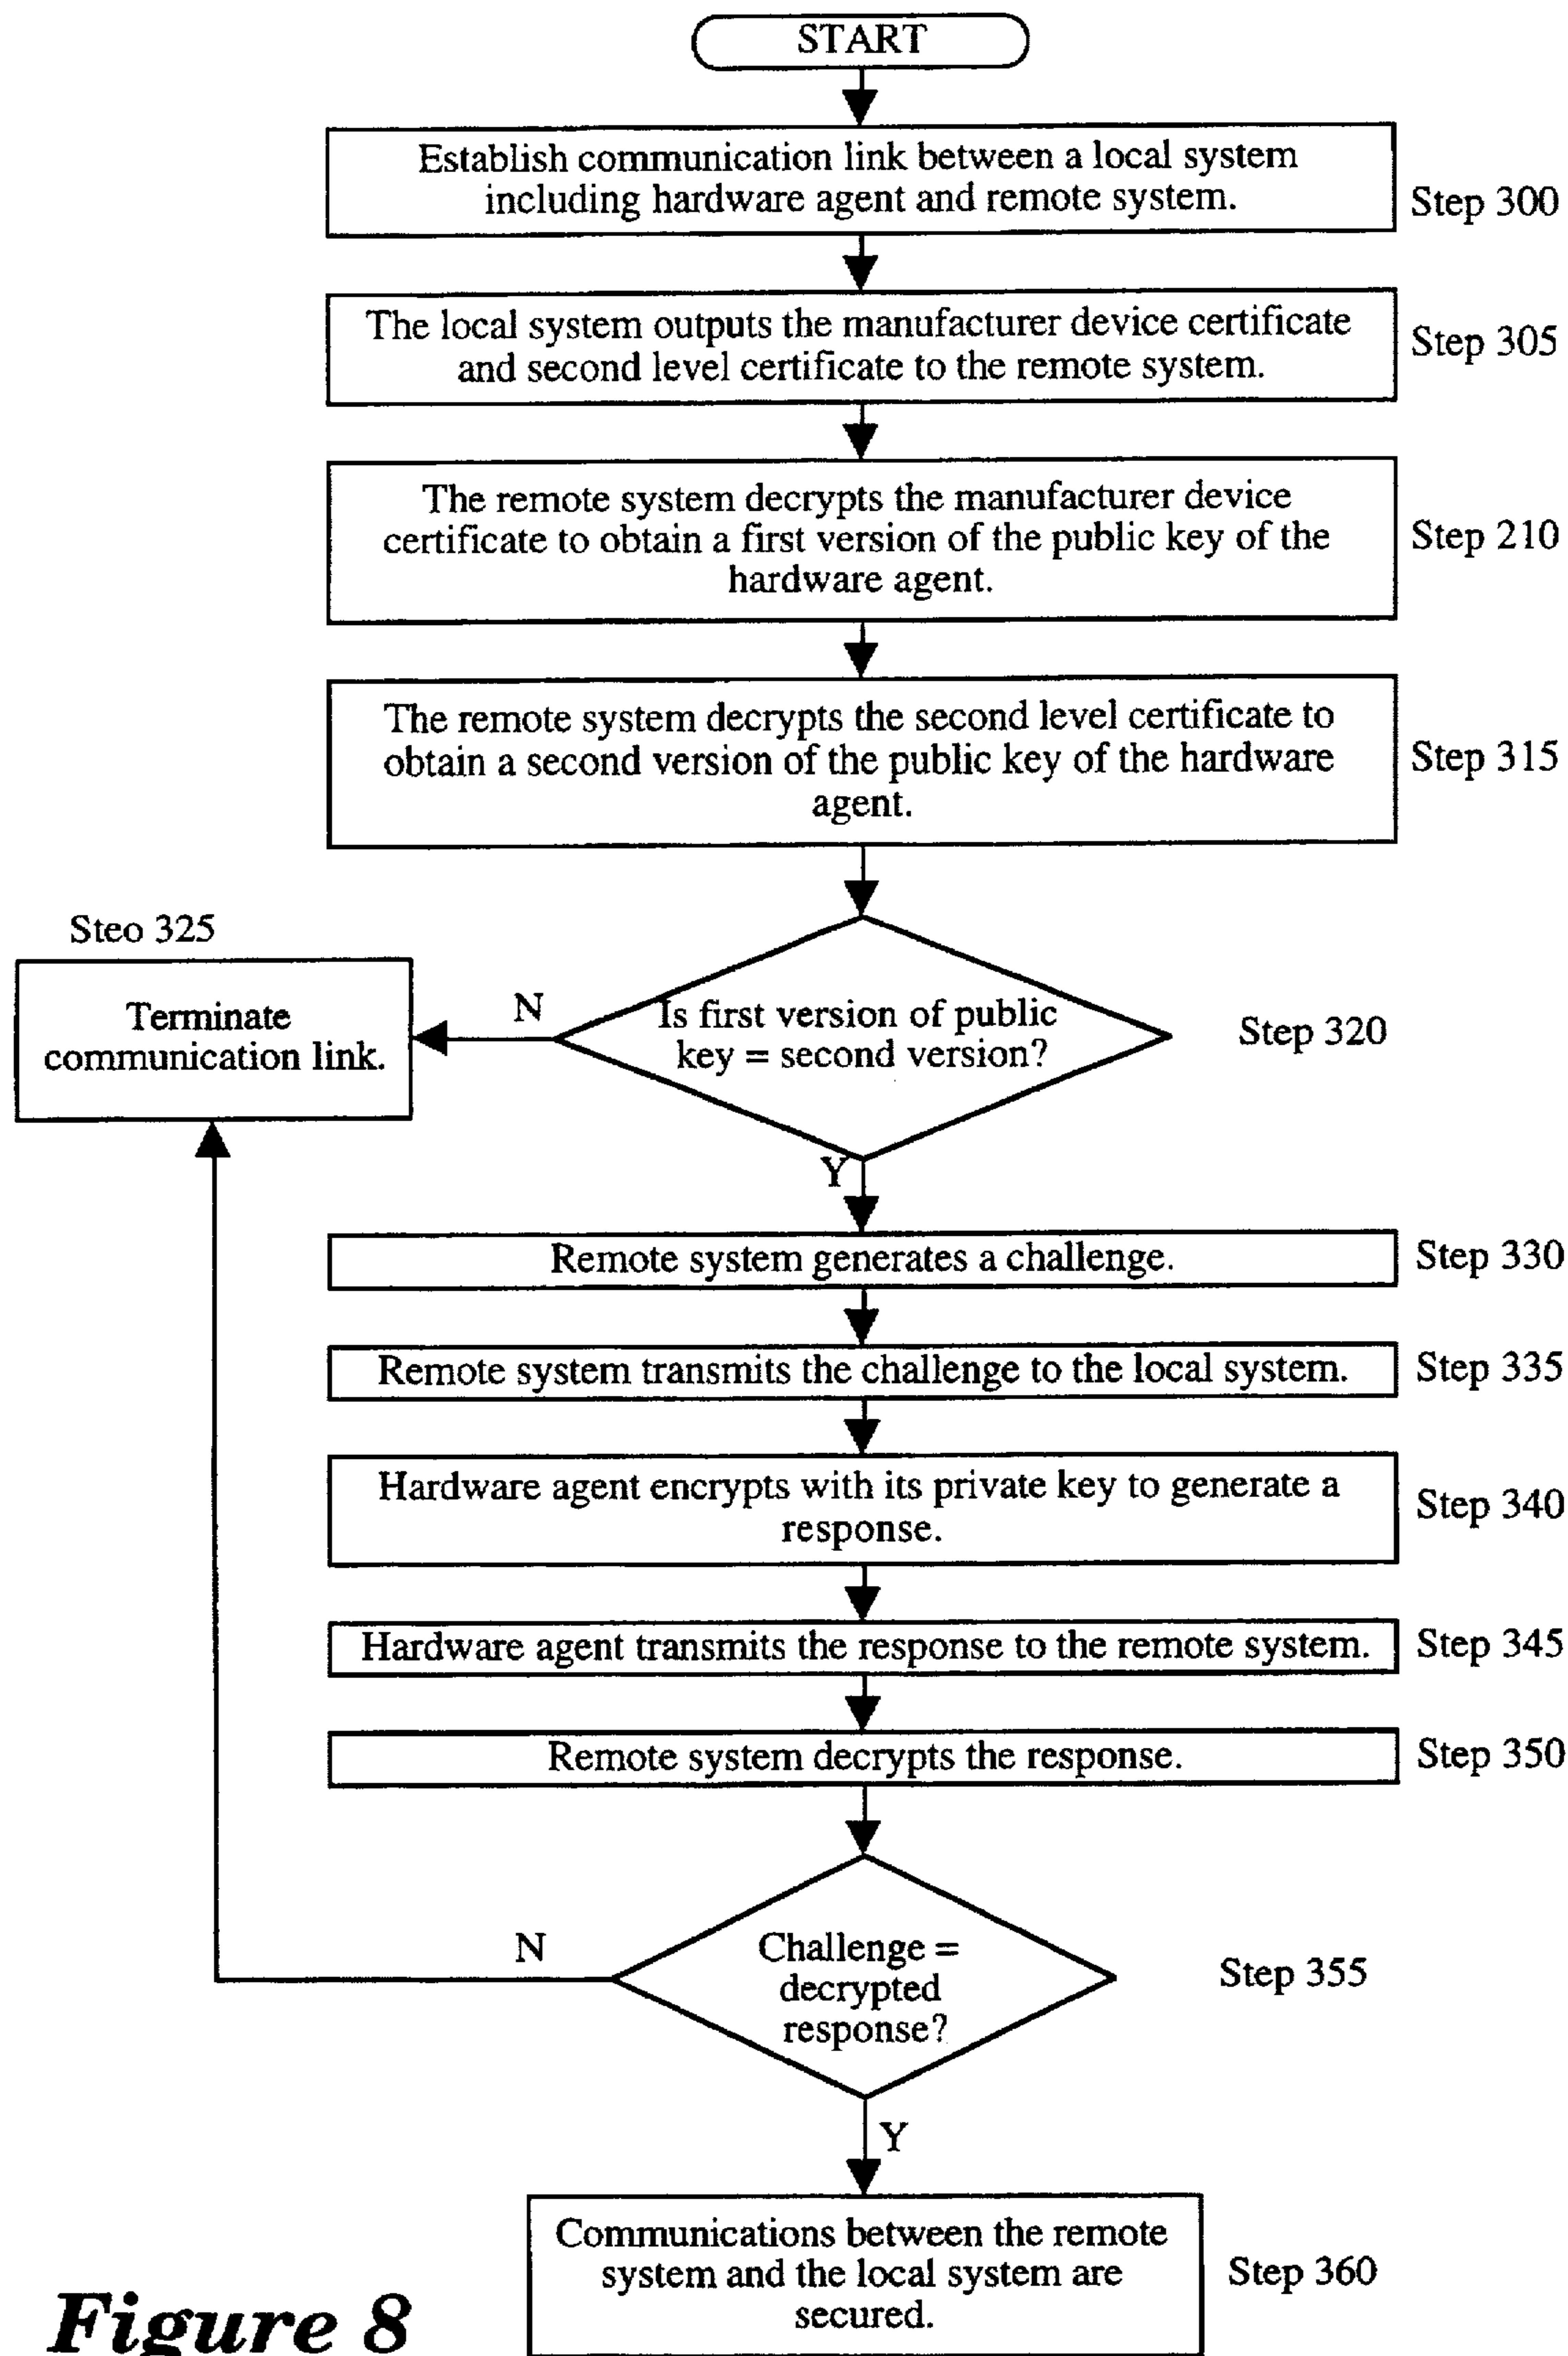 START
Establish communication link between a local system
including hardware agent and remote system.
Step 300
The local system outputs the manufacturer device certificate
and second level certificate to the remote system.
Step 305
The remote system decrypts the manufacturer device
certificate to obtain a first version of the public key of the
hardware agent.
Step 210
The remote system decrypts the second level certificate to
obtain a second version of the public key of the hardware
agent.
Step 315
Steo 325
Terminate
communication link.
N
Is first version of public
key = second version?
Step 320
Y
Remote system generates a challenge.
Step 330
Remote system transmits the challenge to the local system.
Step 335
Hardware agent encrypts with its private key to generate a
response.
Step 340
Hardware agent transmits the response to the remote system.
Step 345
Remote system decrypts the response.
Step 350
N
Challenge =
decrypted
response?
Step 355
Y
Communications between the remote
system and the local system are
secured.
Step 360
Figure 8